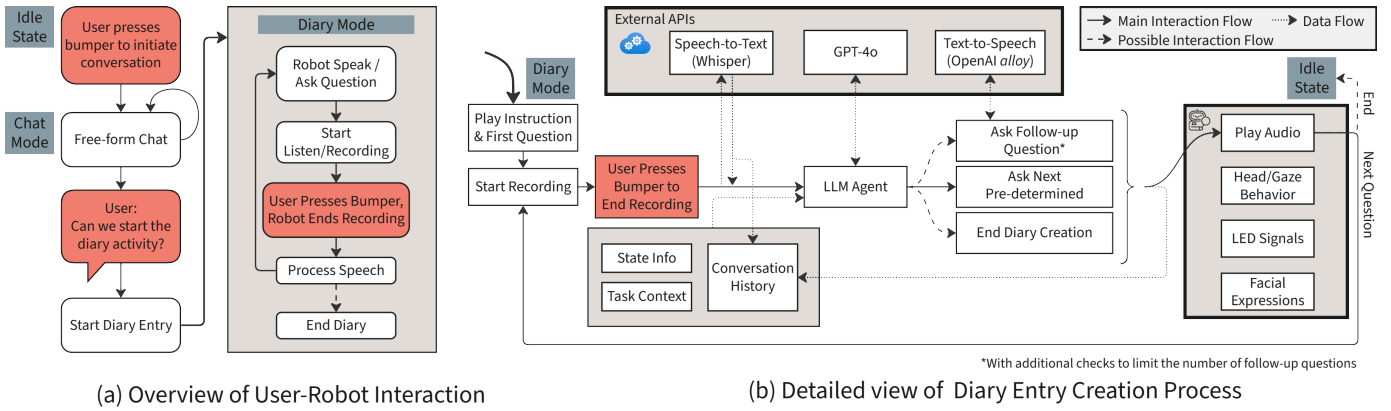 Idle
State
User presses
bumper to initiate
conversation
Chat
Mode
Free-form Chat
User:
Can we start the
diary activity?
Start Diary Entry
Diary Mode
Robot Speak /
Ask Question
Start
Listen/Recording
User Presses Bumper,
Robot Ends Recording
Process Speech
End Diary
(a) Overview of User-Robot Interaction
Diary
Mode
Play Instruction
& First Question
Start Recording
User Presses
Bumper to
End Recording
External APIs
Speech-to-Text
(Whisper)
GPT-4o
Text-to-Speech
(OpenAI alloy)
LLM Agent
State Info
Task Context
Conversation
History
Ask Follow-up
Question*
Ask Next
Pre-determined
End Diary Creation
Main Interaction Flow
Data Flow
Possible Interaction Flow
Idle
State
Play Audio
Head/Gaze
Behavior
LED Signals
Facial
Expressions
End
Next Question
*With additional checks to limit the number of follow-up questions
(b) Detailed view of Diary Entry Creation Process